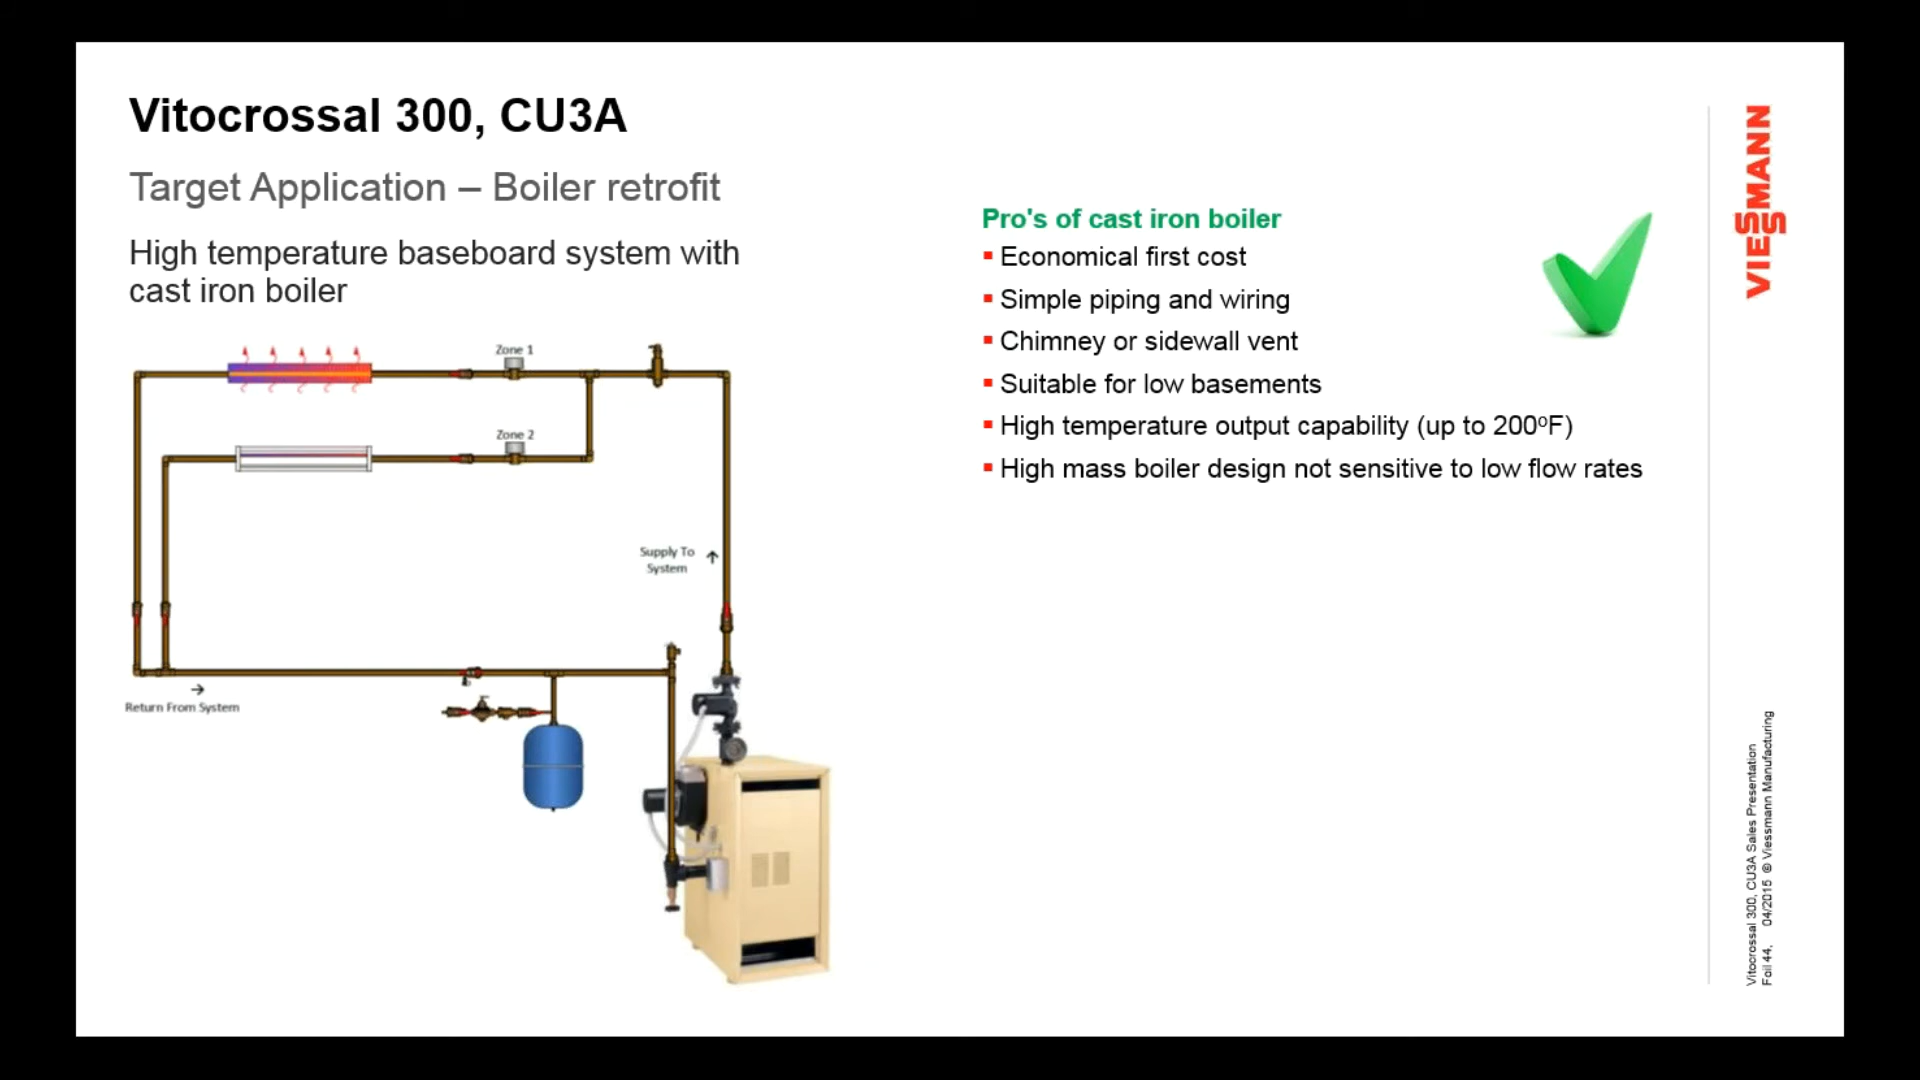 Vitocrossal 300, CU3A
Target Application – Boiler retrofit
High temperature baseboard system with
cast iron boiler
Zone 1
Zone 2
Supply To
System
Return From System
Pro's of cast iron boiler
▪ Economical first cost
▪ Simple piping and wiring
▪ Chimney or sidewall vent
▪ Suitable for low basements
▪ High temperature output capability (up to 200ºF)
▪ High mass boiler design not sensitive to low flow rates
VIESSMANN
Vitocrossal 300, CU3A Sales Presentation
Foil 44, 04/2015 © Viessmann Manufacturing